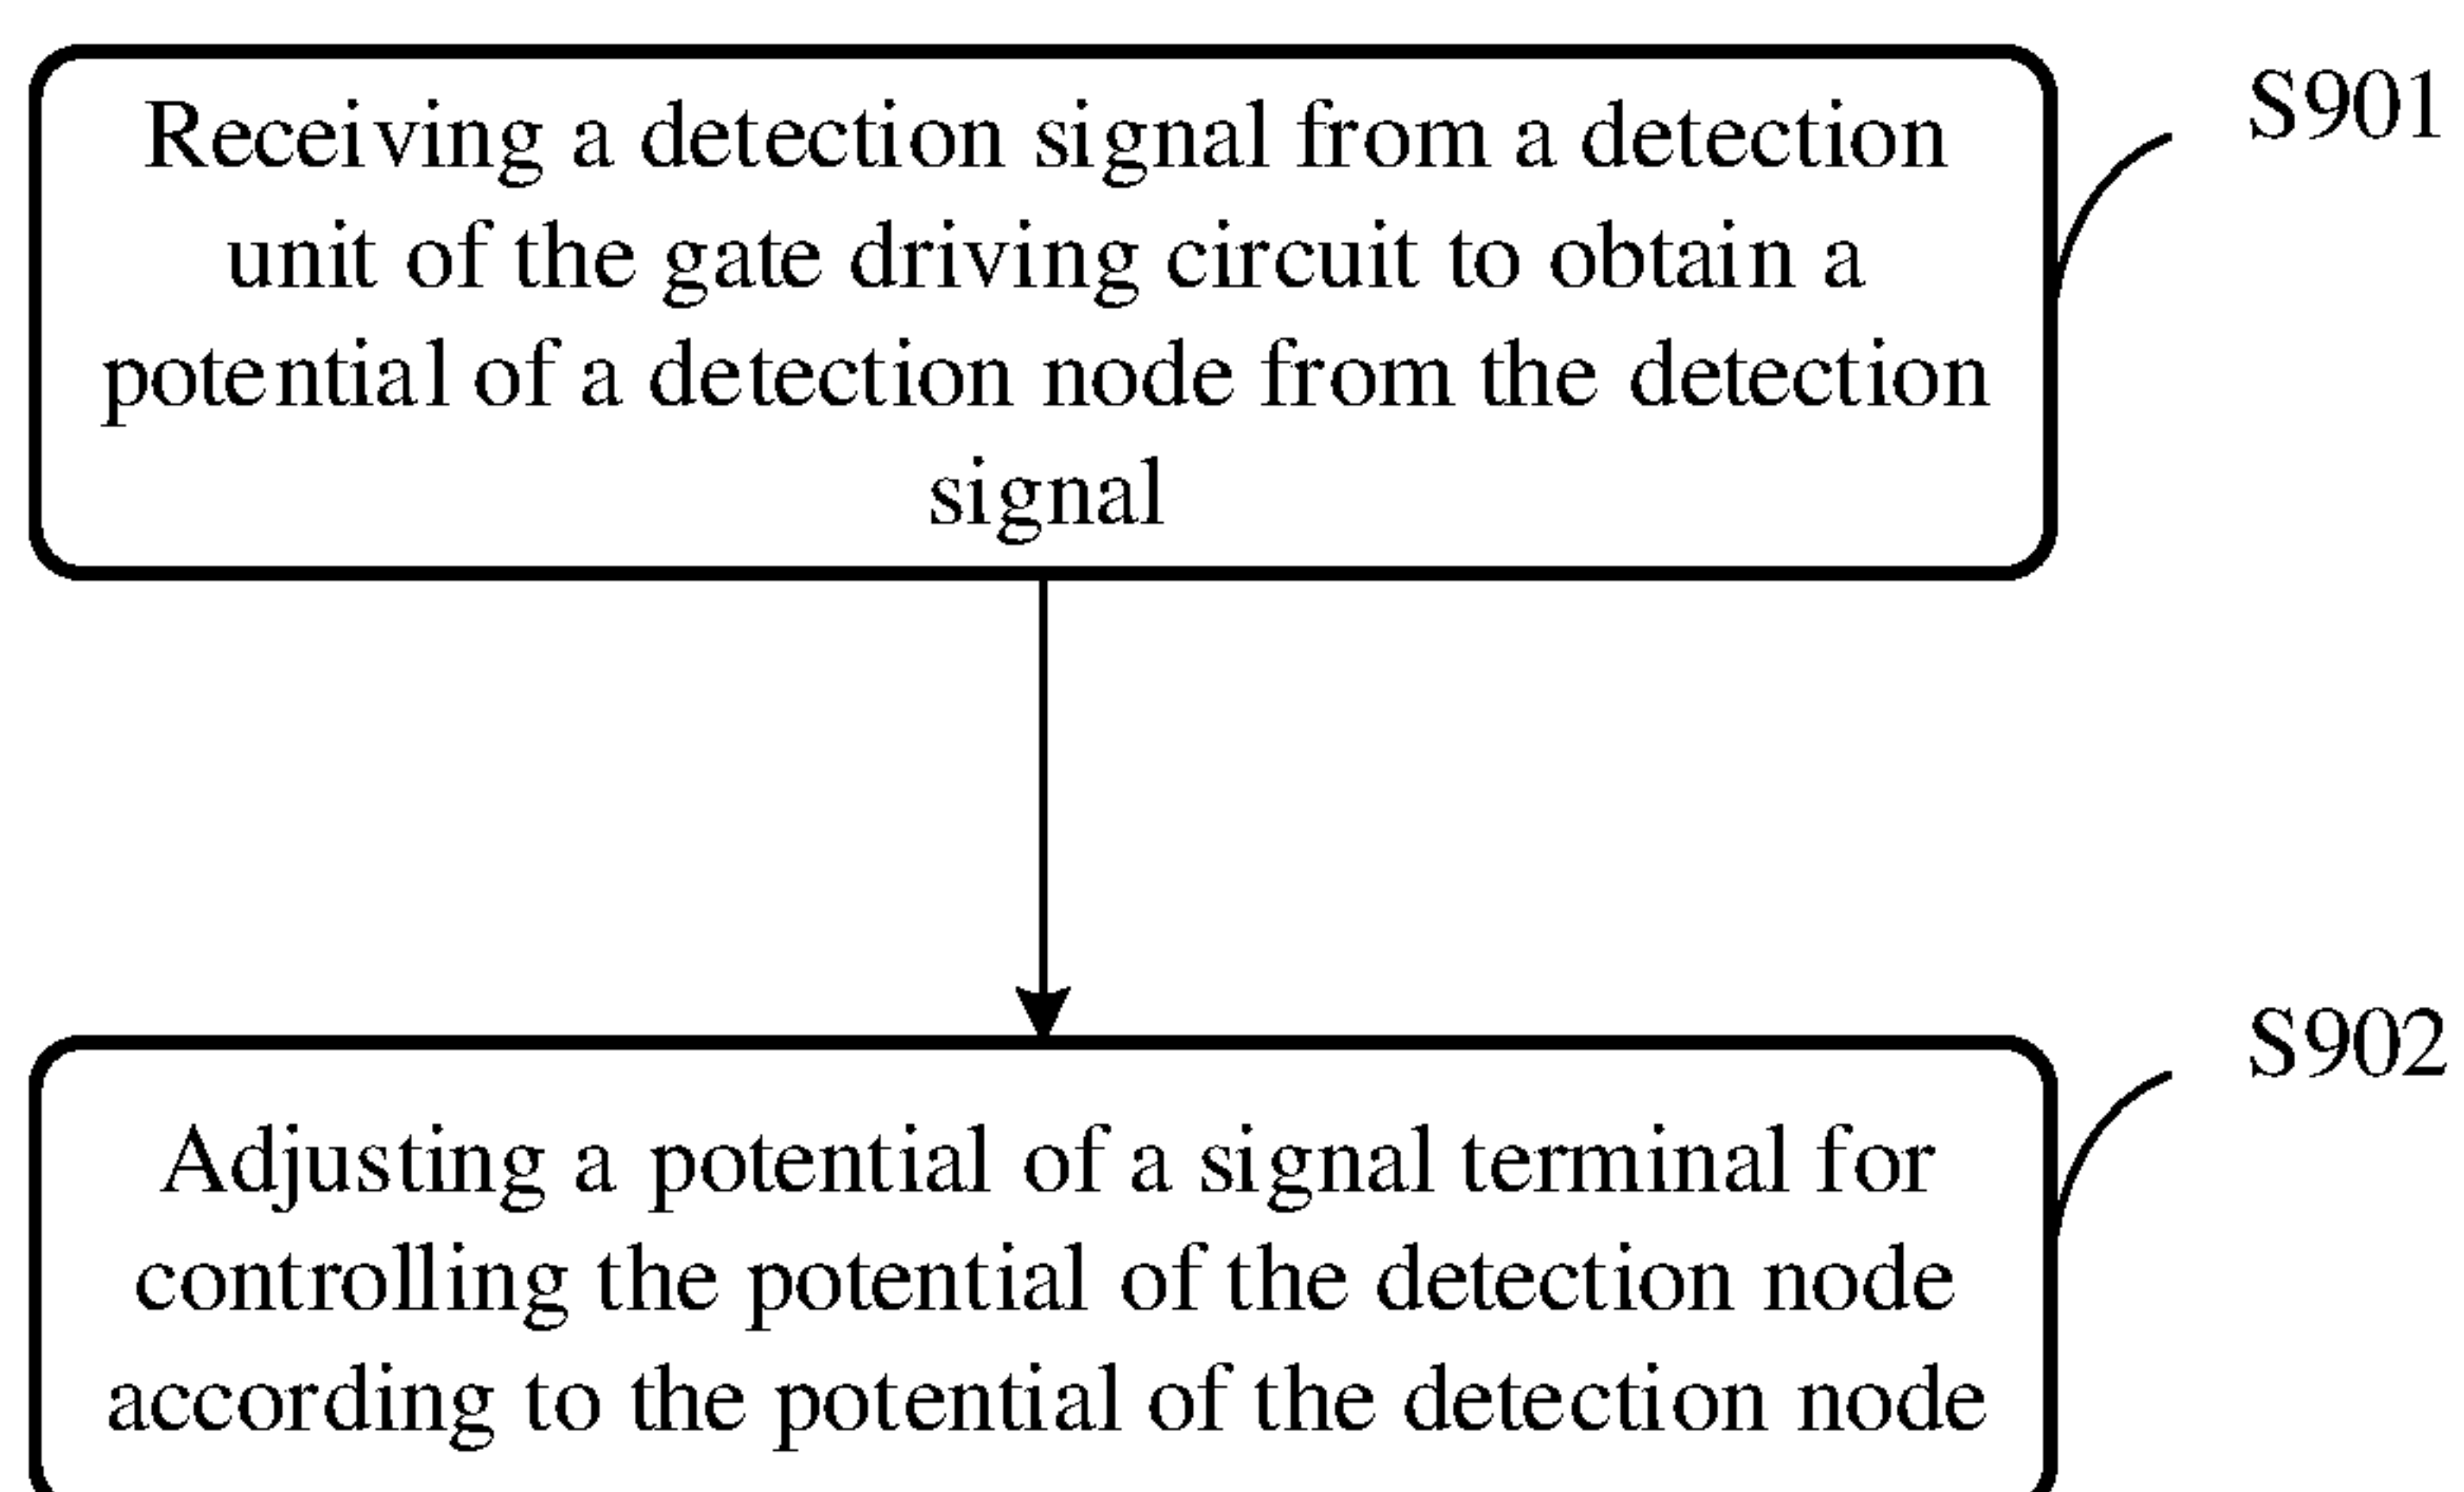 Receiving a detection signal from a detection
unit of the gate driving circuit to obtain a
potential of a detection node from the detection
signal
S901
Adjusting a potential of a signal terminal for
controlling the potential of the detection node
according to the potential of the detection node
S902